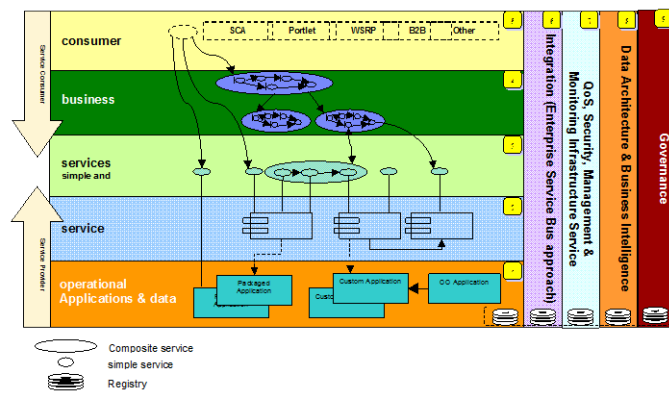 consumer
SCA
Portlet
WSRP
B2B
Other
Service Consumer
business
services
simple and
service
Service Provider
operational
Applications & data
Packaged
Application
Custom Application
OO Application
Integration (Enterprise Service Bus approach)
QoS, Security, Management &
Monitoring Infrastructure Service
Data Architecture & Business Intelligence
Governance
Composite service
simple service
Registry